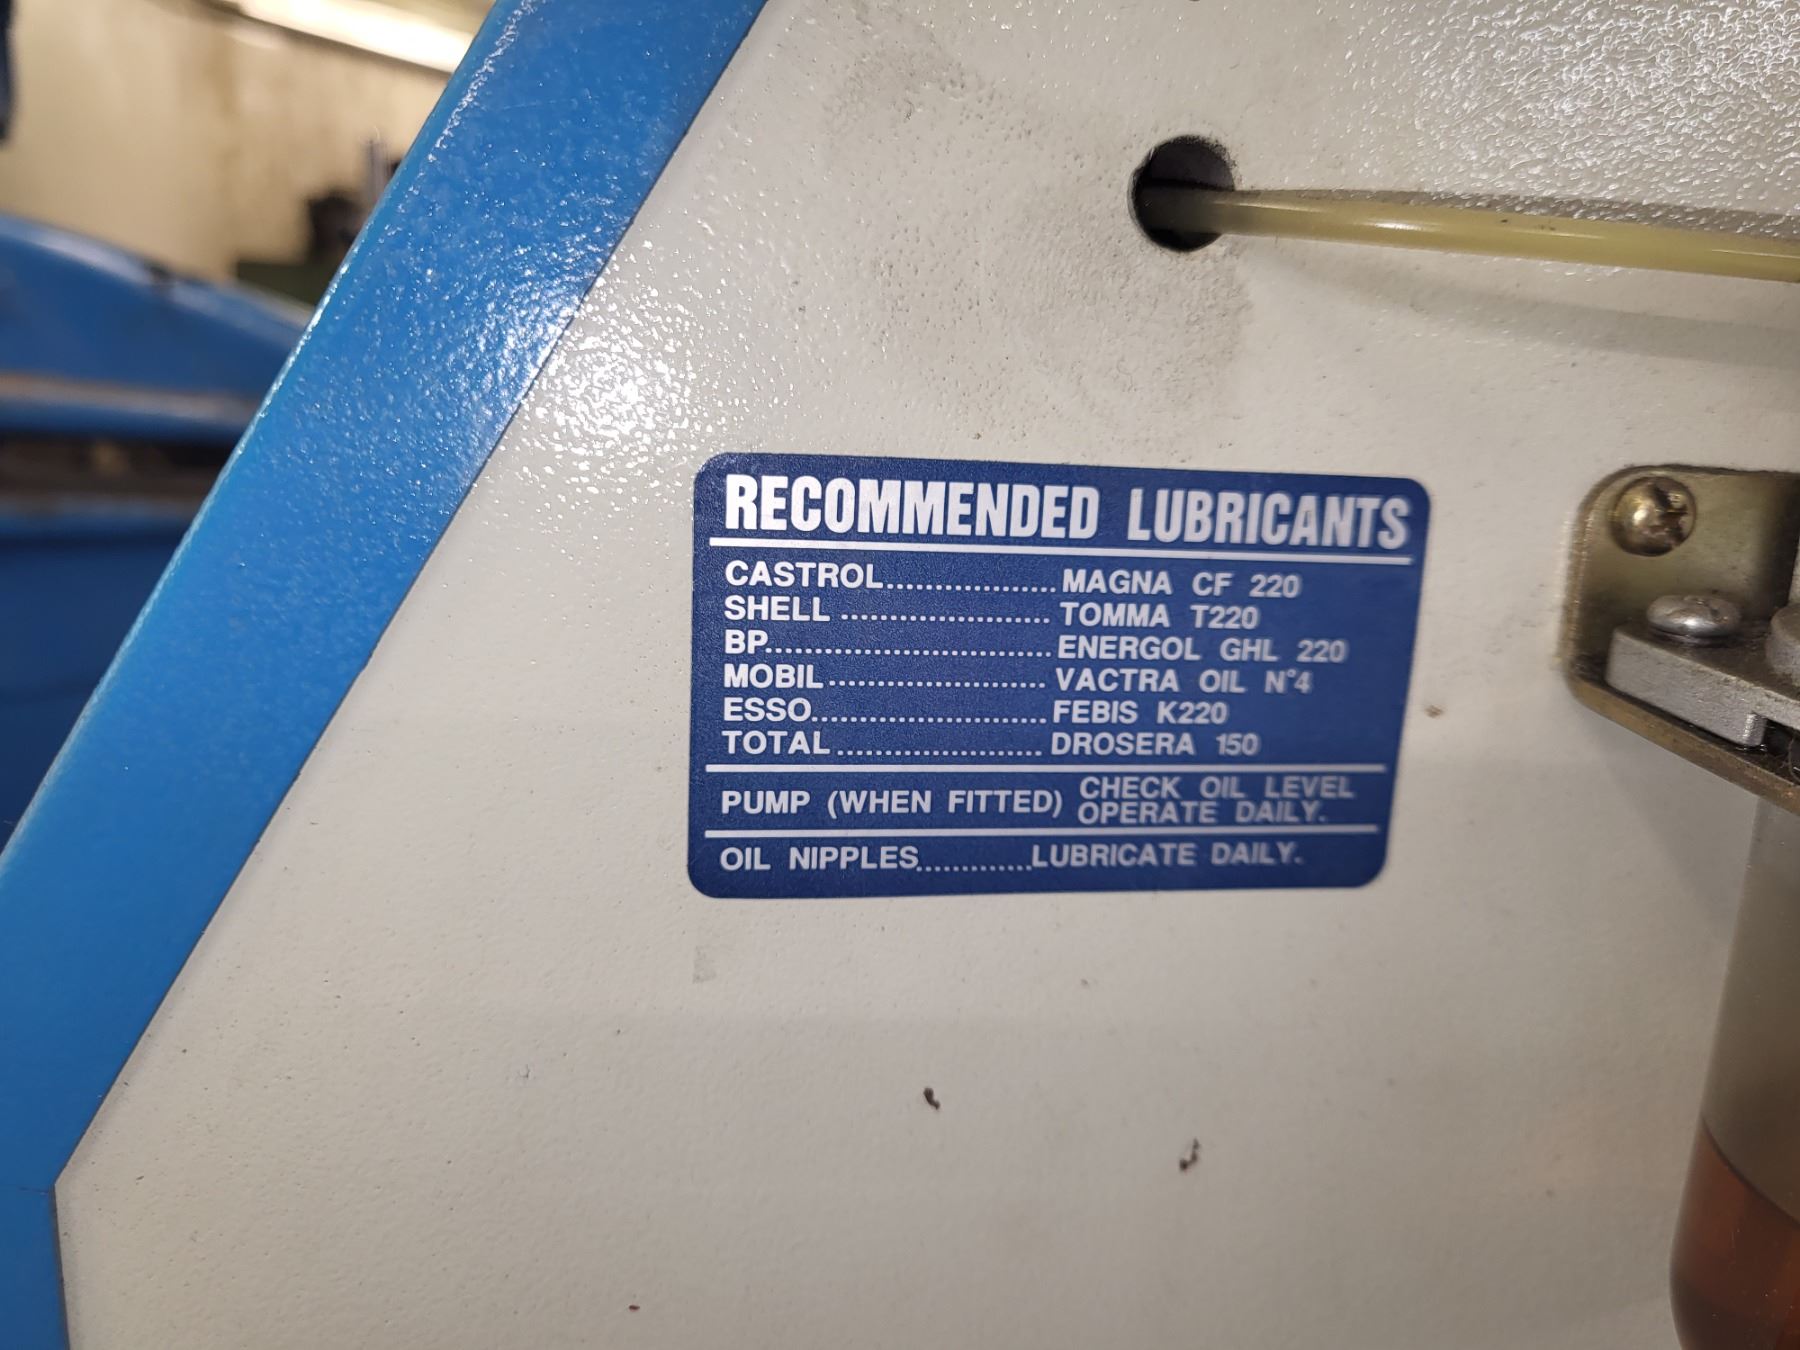 RECOMMENDED LUBRICANTS
CASTROL.................. MAGNA CF 220
SHELL ...................... TOMMA T220
BP.............................. ENERGOL GHL 220
MOBIL....................... VACTRA OIL N°4
ESSO......................... FEBIS K220
TOTAL...................... DROSERA 150
PUMP (WHEN FITTED) CHECK OIL LEVEL
OPERATE DAILY.
OIL NIPPLES............LUBRICATE DAILY.